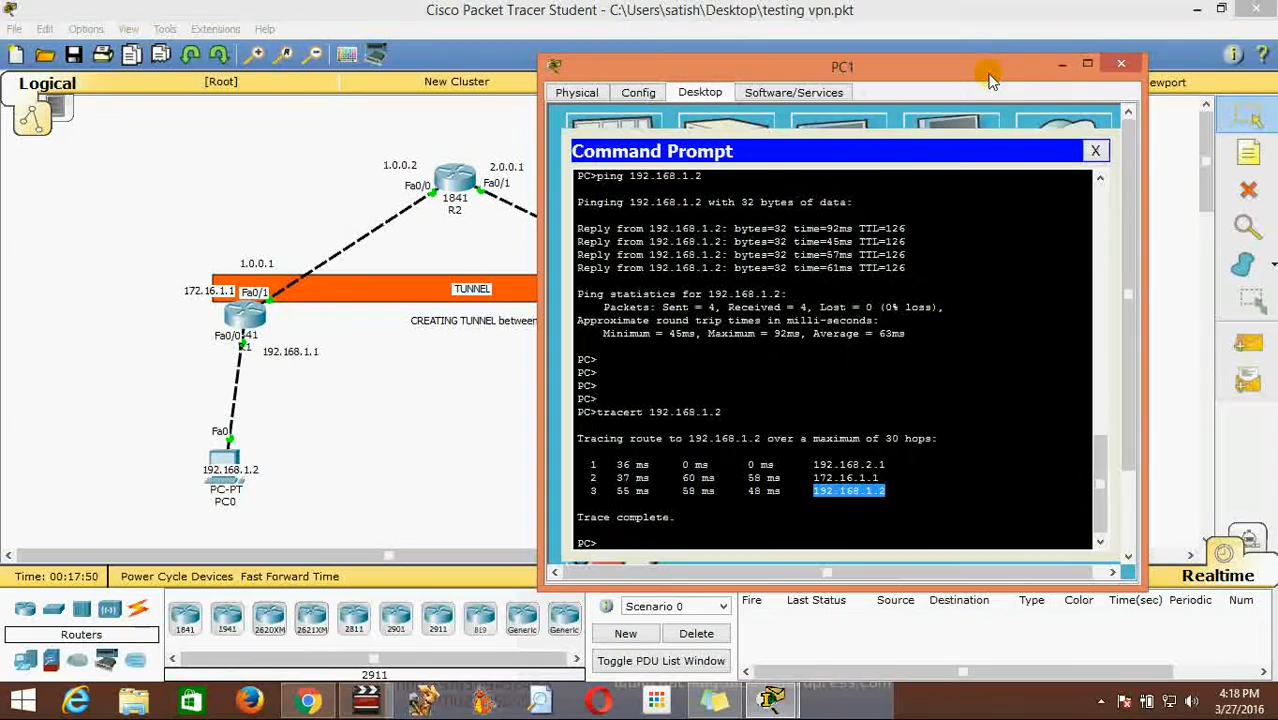 Cisco Packet Tracer Student - C:\Users\satish\Desktop\testing vpn.pkt
File Edit Options View Tools Extensions Help
Logical [Root] New Cluster ewport
1.0.0.2 2.0.0.1
Fa0/0 Fa0/1
1841
R2
1.0.0.1
172.16.1.1 Fa0/1
TUNNEL
CREATING TUNNEL between
Fa0/0 41
192.168.1.1
Fa0
192.168.1.2
PC-PT
PC0
PC1
Physical Config Desktop Software/Services
Command Prompt X
PC>ping 192.168.1.2
Pinging 192.168.1.2 with 32 bytes of data:
Reply from 192.168.1.2: bytes=32 time=92ms TTL=126
Reply from 192.168.1.2: bytes=32 time=45ms TTL=126
Reply from 192.168.1.2: bytes=32 time=57ms TTL=126
Reply from 192.168.1.2: bytes=32 time=61ms TTL=126
Ping statistics for 192.168.1.2:
Packets: Sent = 4, Received = 4, Lost = 0 (0% loss),
Approximate round trip times in milli-seconds:
Minimum = 45ms, Maximum = 92ms, Average = 63ms
PC>
PC>
PC>
PC>
PC>tracert 192.168.1.2
Tracing route to 192.168.1.2 over a maximum of 30 hops:
1 36 ms 0 ms 0 ms 192.168.2.1
2 37 ms 60 ms 58 ms 172.16.1.1
3 55 ms 58 ms 48 ms 192.168.1.2
Trace complete.
PC>
Time: 00:17:50 Power Cycle Devices Fast Forward Time
Realtime
Routers
1841 1941 2620XM 2621XM 2811 2901 2911 819 Generic Generic
2911
Scenario 0
New Delete
Toggle PDU List Window
Fire Last Status Source Destination Type Color Time(sec) Periodic Num
4:18 PM
3/27/2016